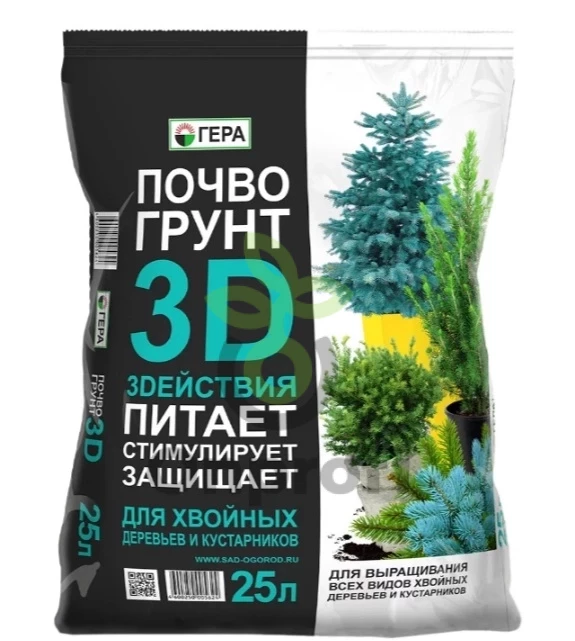 ГЕРА
ПОЧВО
ГРУНТ
3D
3DЕЙСТВИЯ
ПИТАЕТ
СТИМУЛИРУЕТ
ЗАЩИЩАЕТ
ДЛЯ ХВОЙНЫХ
ДЕРЕВЬЕВ И КУСТАРНИКОВ
WWW.SAD-OGOROD.RU
25л
ДЛЯ ВЫРАЩИВАНИЯ
ВСЕХ ВИДОВ ХВОЙНЫХ
ДЕРЕВЬЕВ И КУСТАРНИКОВ
ГЕРА
ПОЧВО
ГРУНТ
3D
25л